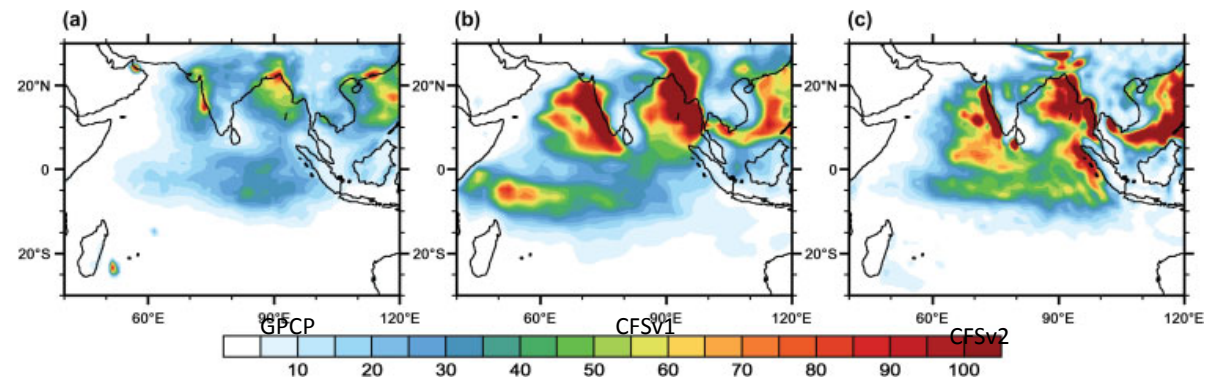 (a) (b) (c)
20°N 20°N 20°N
0 0 0
20°S 20°S 20°S
60°E 90°E 120°E 60°E 90°E 120°E 60°E 90°E 120°E
GPCP CFSv1 CFSv2
10 20 30 40 50 60 70 80 90 100